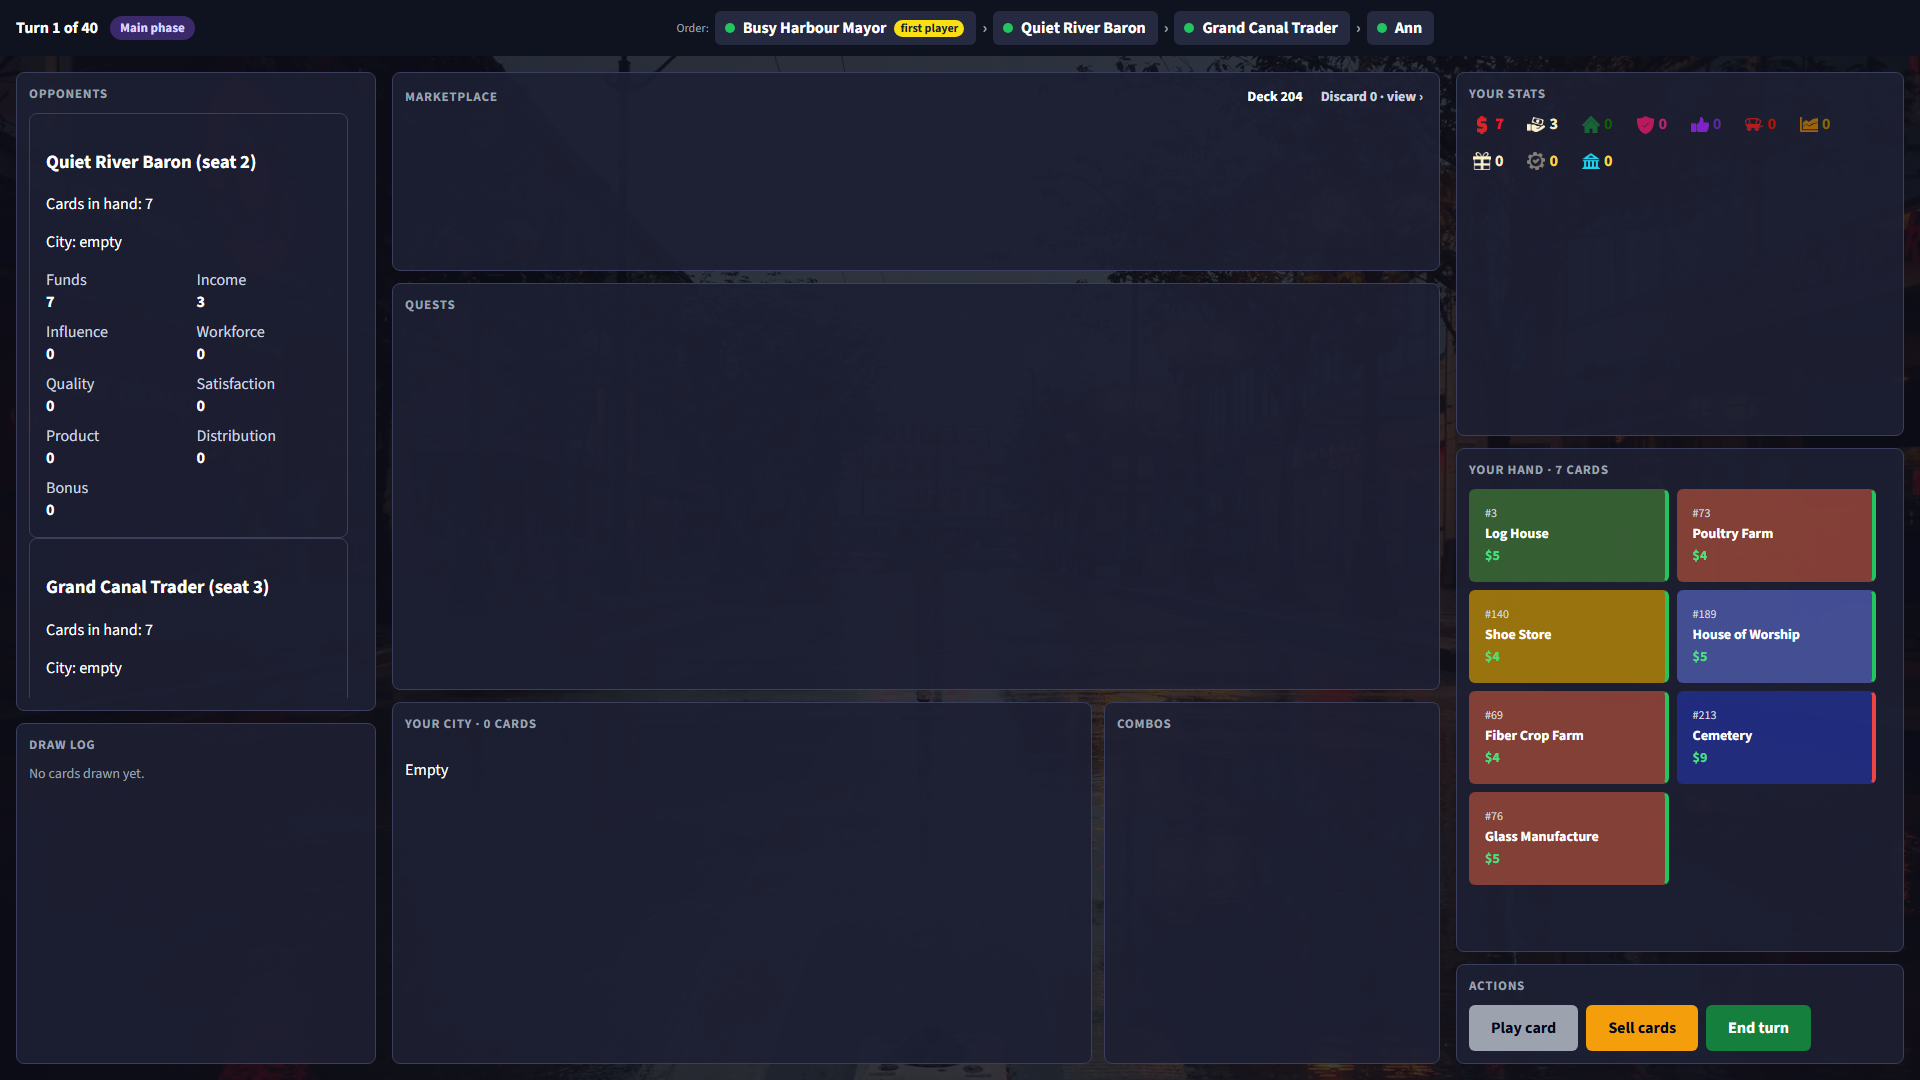 Turn 1 of 40
Main phase
Order:
Busy Harbour Mayor first player › Quiet River Baron › Grand Canal Trader › Ann
OPPONENTS
Quiet River Baron (seat 2)
Cards in hand: 7
City: empty
Funds Income
7 3
Influence Workforce
0 0
Quality Satisfaction
0 0
Product Distribution
0 0
Bonus
0
Grand Canal Trader (seat 3)
Cards in hand: 7
City: empty
DRAW LOG
No cards drawn yet.
MARKETPLACE
Deck 204 Discard 0 · view ›
QUESTS
YOUR CITY · 0 CARDS
Empty
COMBOS
YOUR STATS
7 3 0 0 0 0 0
0 0 0
YOUR HAND · 7 CARDS
#3
Log House
$5
#73
Poultry Farm
$4
#140
Shoe Store
$4
#189
House of Worship
$5
#69
Fiber Crop Farm
$4
#213
Cemetery
$9
#76
Glass Manufacture
$5
ACTIONS
Play card
Sell cards
End turn